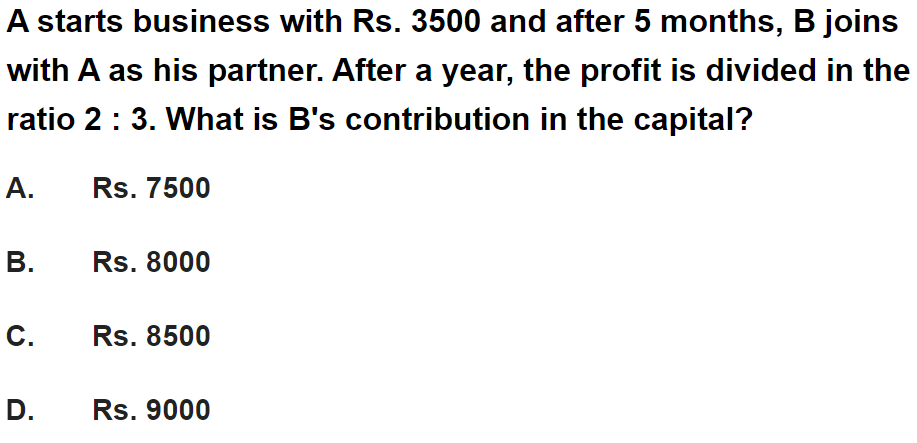 A starts business with Rs. 3500 and after 5 months, B joins
with A as his partner. After a year, the profit is divided in the
ratio 2 : 3. What is B's contribution in the capital?
A. Rs. 7500
B. Rs. 8000
C. Rs. 8500
D. Rs. 9000